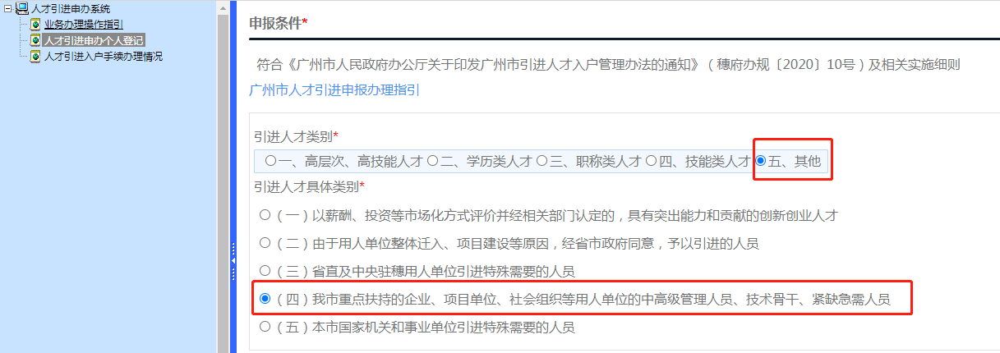 人才引进申办系统
业务办理操作指引
人才引进申办个人登记
人才引进入户手续办理情况
申报条件*
符合《广州市人民政府办公厅关于印发广州市引进人才入户管理办法的通知》（穗府办规〔2020〕10号）及相关实施细则
广州市人才引进申报办理指引
引进人才类别*
一、高层次、高技能人才 二、学历类人才 三、职称类人才 四、技能类人才 五、其他
引进人才具体类别*
（一）以薪酬、投资等市场化方式评价并经相关部门认定的，具有突出能力和贡献的创新创业人才
（二）由于用人单位整体迁入、项目建设等原因，经省市政府同意，予以引进的人员
（三）省直及中央驻穗用人单位引进特殊需要的人员
（四）我市重点扶持的企业、项目单位、社会组织等用人单位的中高级管理人员、技术骨干、紧缺急需人员
（五）本市国家机关和事业单位引进特殊需要的人员